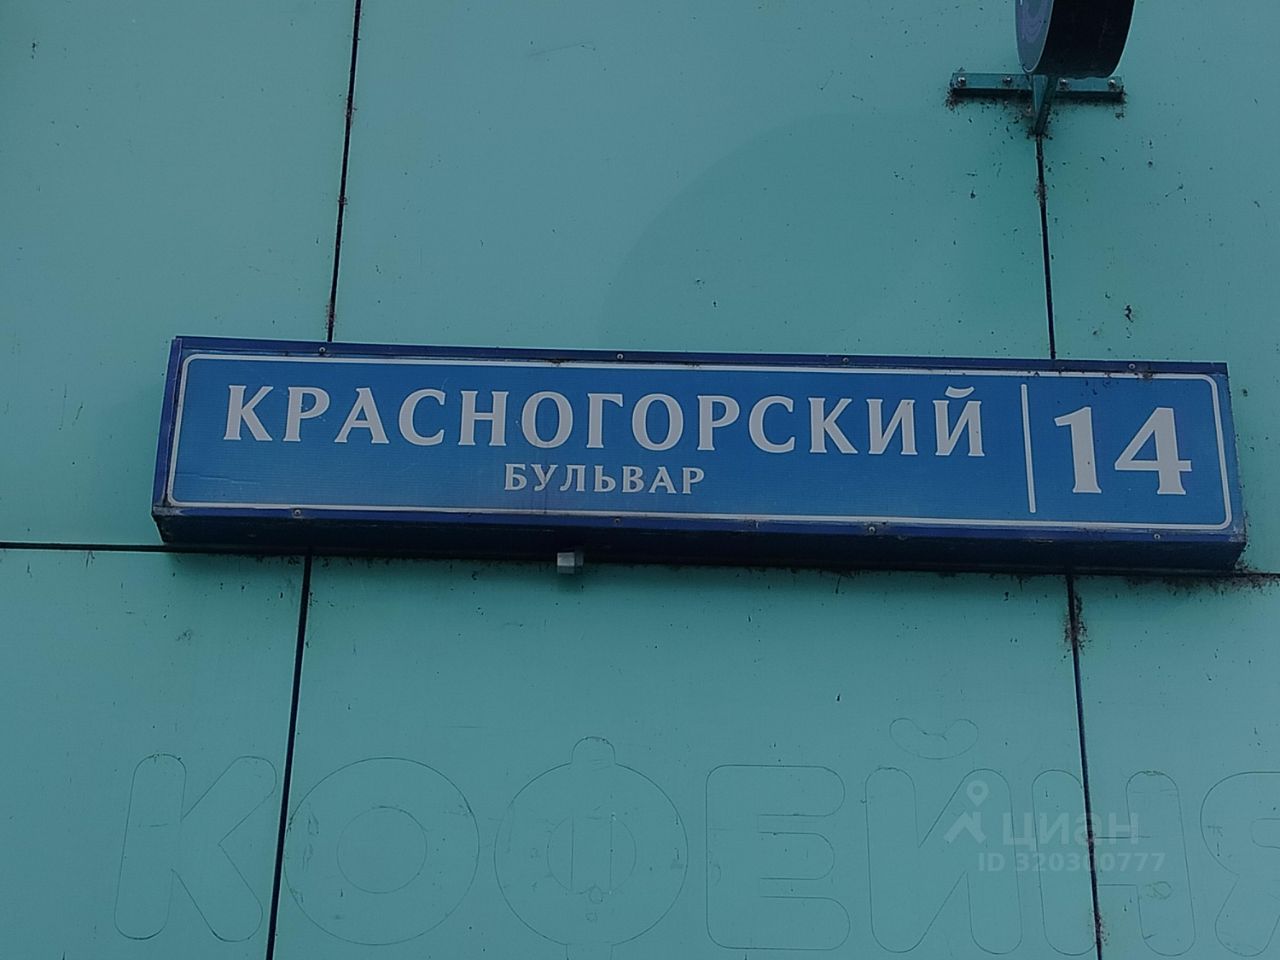 КРАСНОГОРСКИЙ
БУЛЬВАР
14
КОФЕЙНЯ
циан
ID 320300777